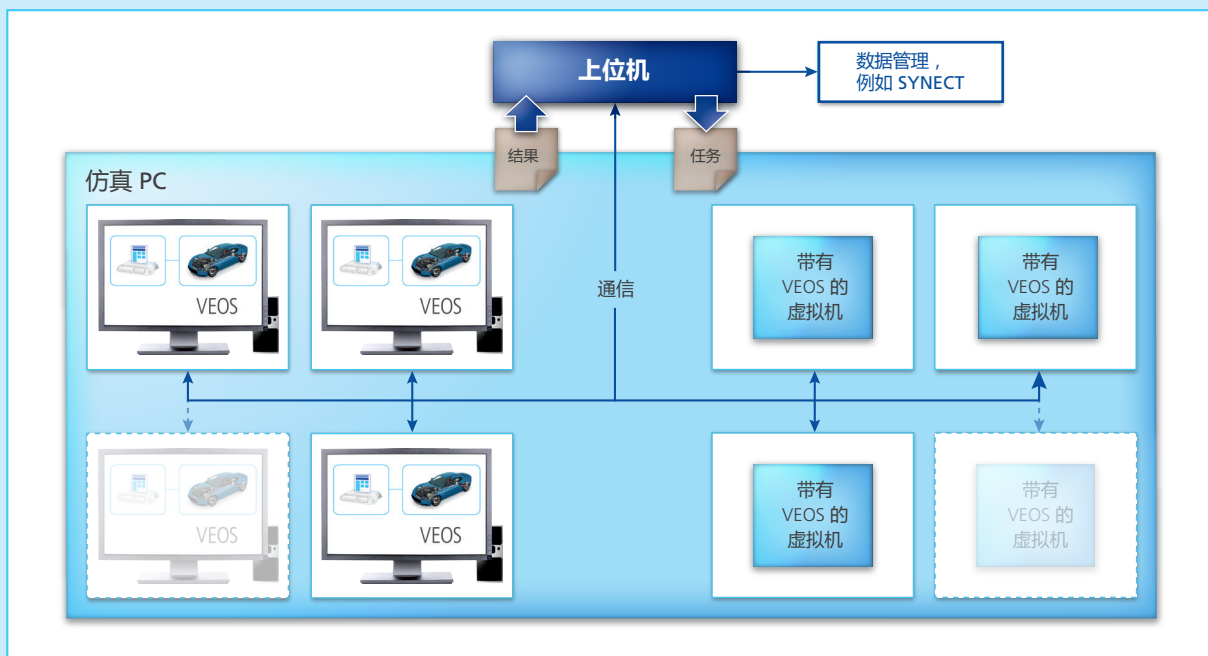 上位机
数据管理，
例如 SYNECT
结果
任务
仿真 PC
VEOS
VEOS
通信
带有
VEOS 的
虚拟机
带有
VEOS 的
虚拟机
VEOS
VEOS
带有
VEOS 的
虚拟机
带有
VEOS 的
虚拟机